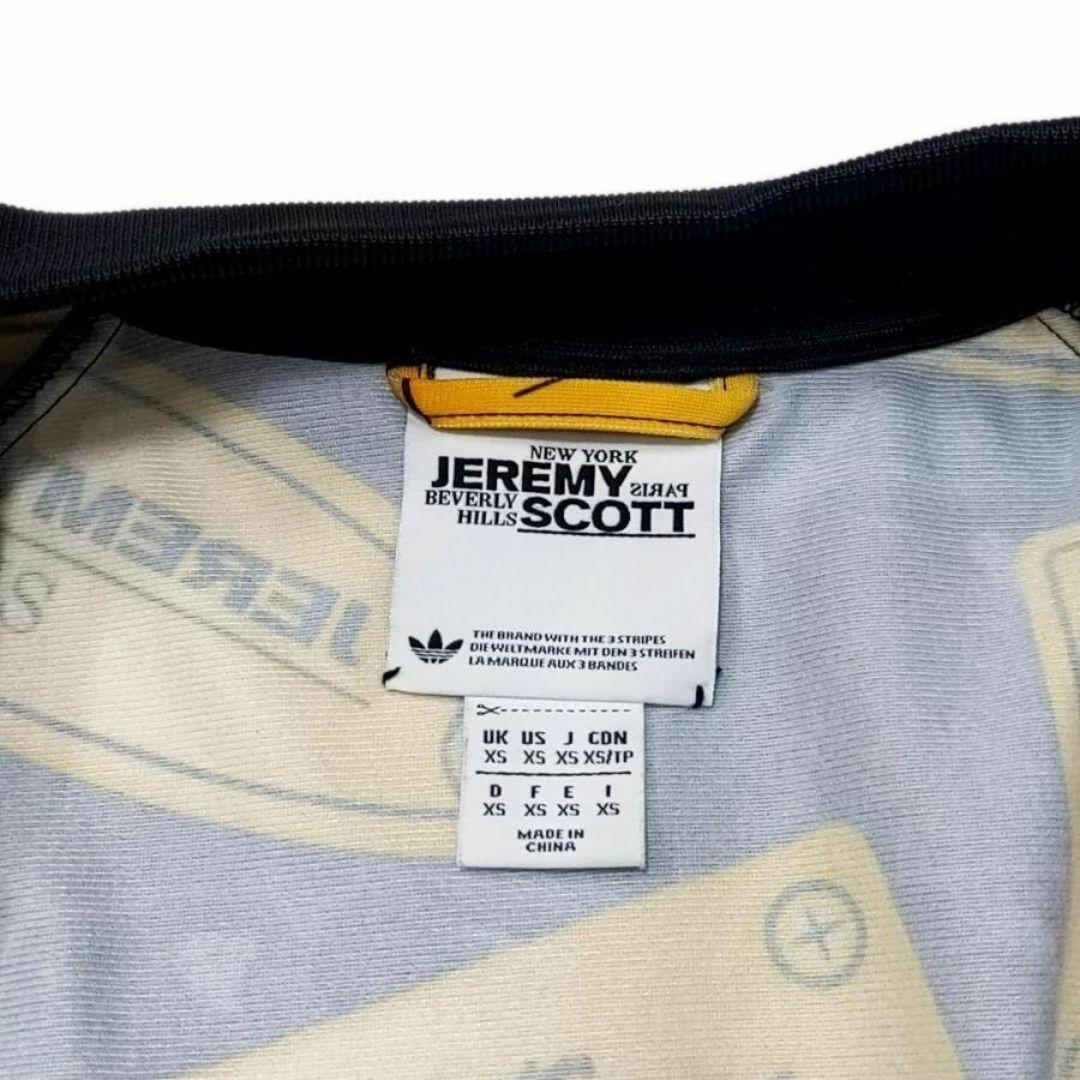 NEW YORK
JEREMY PARIS
BEVERLY
HILLS SCOTT
THE BRAND WITH THE 3 STRIPES
DIE WELTMARKE MIT DEN 3 STREIFEN
LA MARQUE AUX 3 BANDES
UK US J CDN
XS XS XS XS/TP
D F E I
XS XS XS XS
MADE IN
CHINA
JEREM
S